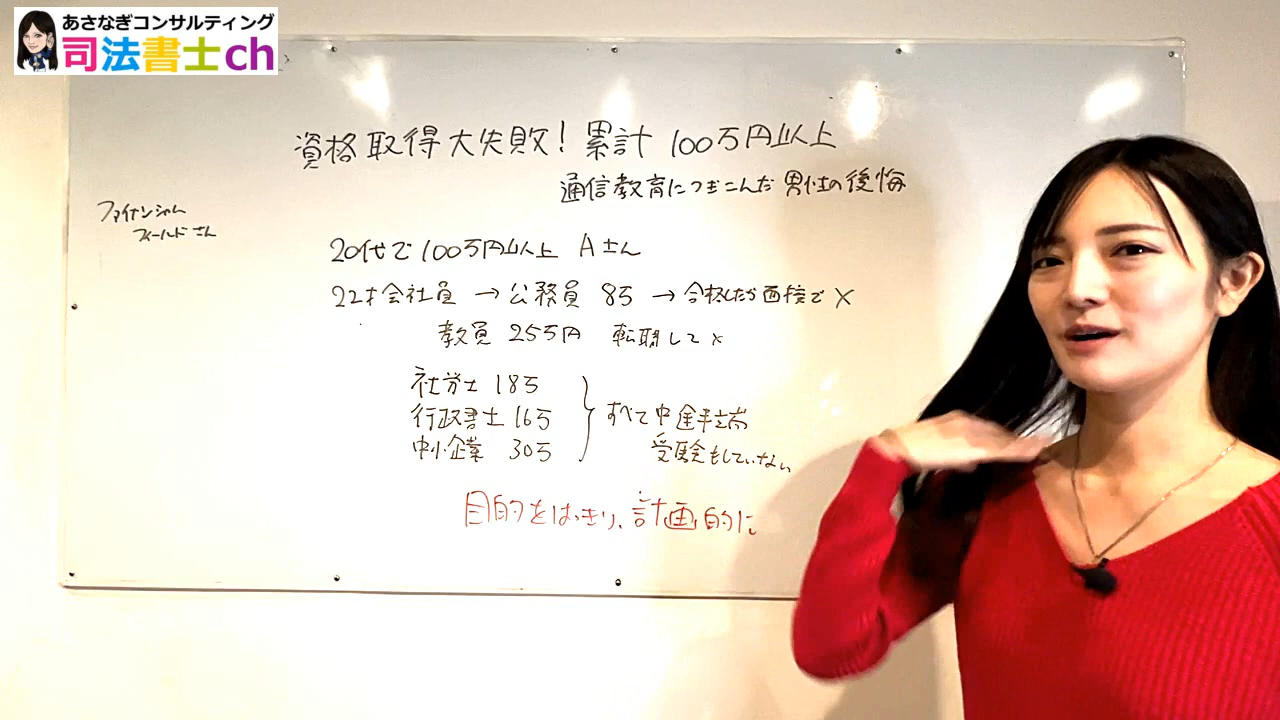 あさなぎコンサルティング
司法書士ch
資格取得大失敗！累計100万円以上
通信教育につぎこんだ男性の後悔
ファイナンシャル
フィールドさん
20代で100万円以上 Aさん
22才会社員 → 公務員 8万 → 合格したが面接で×
教員 25万円 転職して×
社労士 18万
行政書士 16万
中小企業 30万
すべて中途半端
受験もしていない
目的をはっきり、計画的に